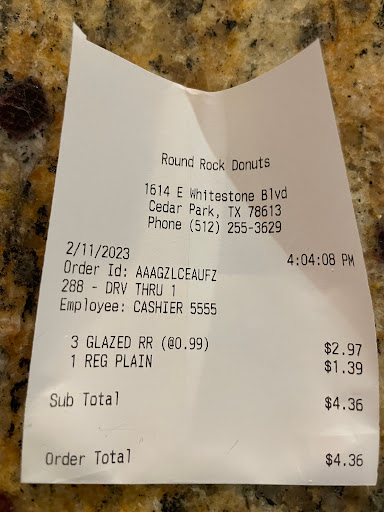 Round Rock Donuts
1614 E Whitestone Blvd
Cedar Park, TX 78613
Phone (512) 255-3629
2/11/2023 4:04:08 PM
Order Id: AAAGZLCEAUFZ
288 - DRV THRU 1
Employee: CASHIER 5555
3 GLAZED RR (@0.99) $2.97
1 REG PLAIN $1.39
Sub Total $4.36
Order Total $4.36